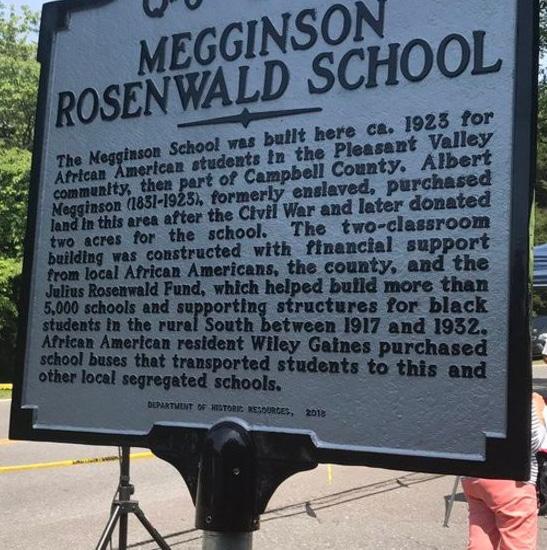 MEGGINSON
ROSENWALD SCHOOL
The Megginson School was built here ca. 1923 for
African American students in the Pleasant Valley
community, then part of Campbell County. Albert
Megginson (1831-1923), formerly enslaved, purchased
land in this area after the Civil War and later donated
two acres for the school. The two-classroom
building was constructed with financial support
from local African Americans, the county, and the
Julius Rosenwald Fund, which helped build more than
5,000 schools and supporting structures for black
students in the rural South between 1917 and 1932.
African American resident Wiley Gaines purchased
school buses that transported students to this and
other local segregated schools.
DEPARTMENT OF HISTORIC RESOURCES, 2018